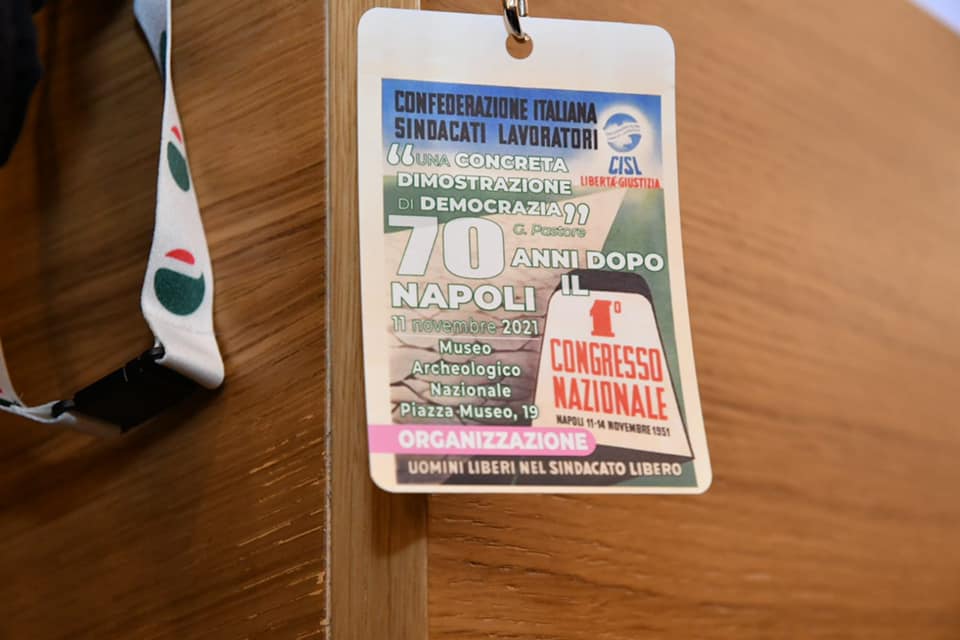 CONFEDERAZIONE ITALIANA
SINDACATI LAVORATORI
CISL
LIBERTÀ-GIUSTIZIA
“UNA CONCRETA
DIMOSTRAZIONE
DI DEMOCRAZIA”
G. Pastore
70 ANNI DOPO
NAPOLI IL
11 novembre 2021
Museo
Archeologico
Nazionale
Piazza Museo, 19
1°
CONGRESSO
NAZIONALE
NAPOLI 11-14 NOVEMBRE 1951
ORGANIZZAZIONE
UOMINI LIBERI NEL SINDACATO LIBERO